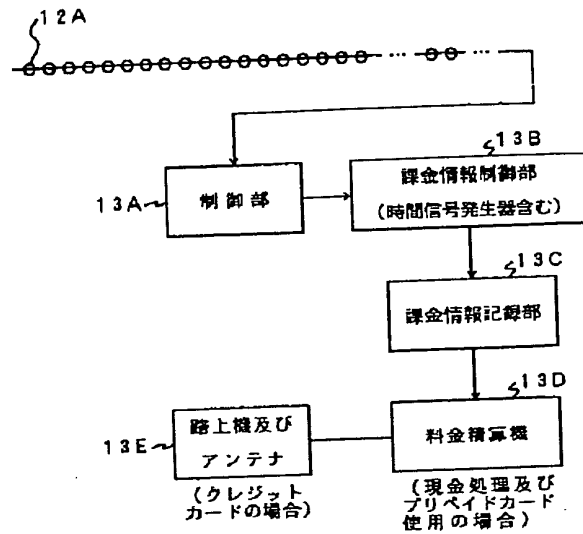 12A
… …
13B
課金情報制御部
(時間信号発生器含む)
13A
制御部
13C
課金情報記録部
13D
料金積算機
(現金処理及び
プリペイドカード
使用の場合)
13E
路上機及び
アンテナ
(クレジット
カードの場合)